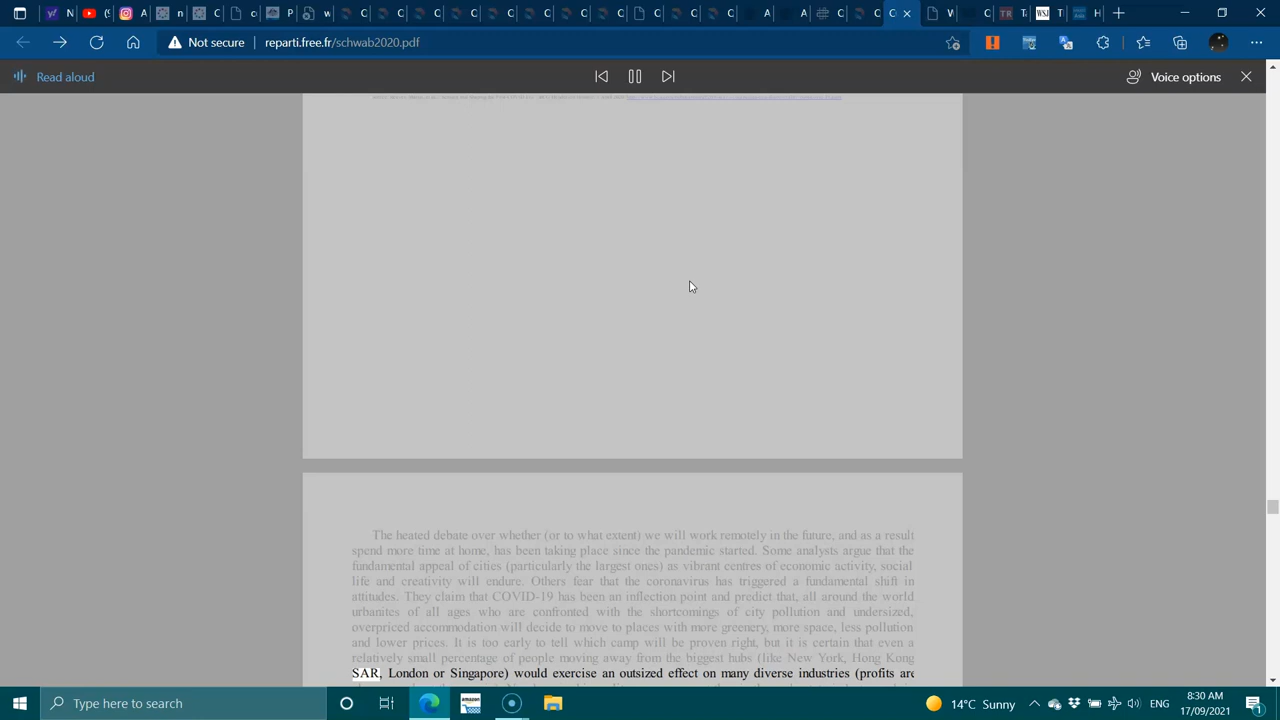 Not secure
reparti.free.fr/schwab2020.pdf
Read aloud
Voice options
The heated debate over whether (or to what extent) we will work remotely in the future, and as a result
spend more time at home, has been taking place since the pandemic started. Some analysts argue that the
fundamental appeal of cities (particularly the largest ones) as vibrant centres of economic activity, social
life and creativity will endure. Others fear that the coronavirus has triggered a fundamental shift in
attitudes. They claim that COVID-19 has been an inflection point and predict that, all around the world
urbanites of all ages who are confronted with the shortcomings of city pollution and undersized,
overpriced accommodation will decide to move to places with more greenery, more space, less pollution
and lower prices. It is too early to tell which camp will be proven right, but it is certain that even a
relatively small percentage of people moving away from the biggest hubs (like New York, Hong Kong
SAR, London or Singapore) would exercise an outsized effect on many diverse industries (profits are
Type here to search
14°C Sunny
ENG
8:30 AM
17/09/2021